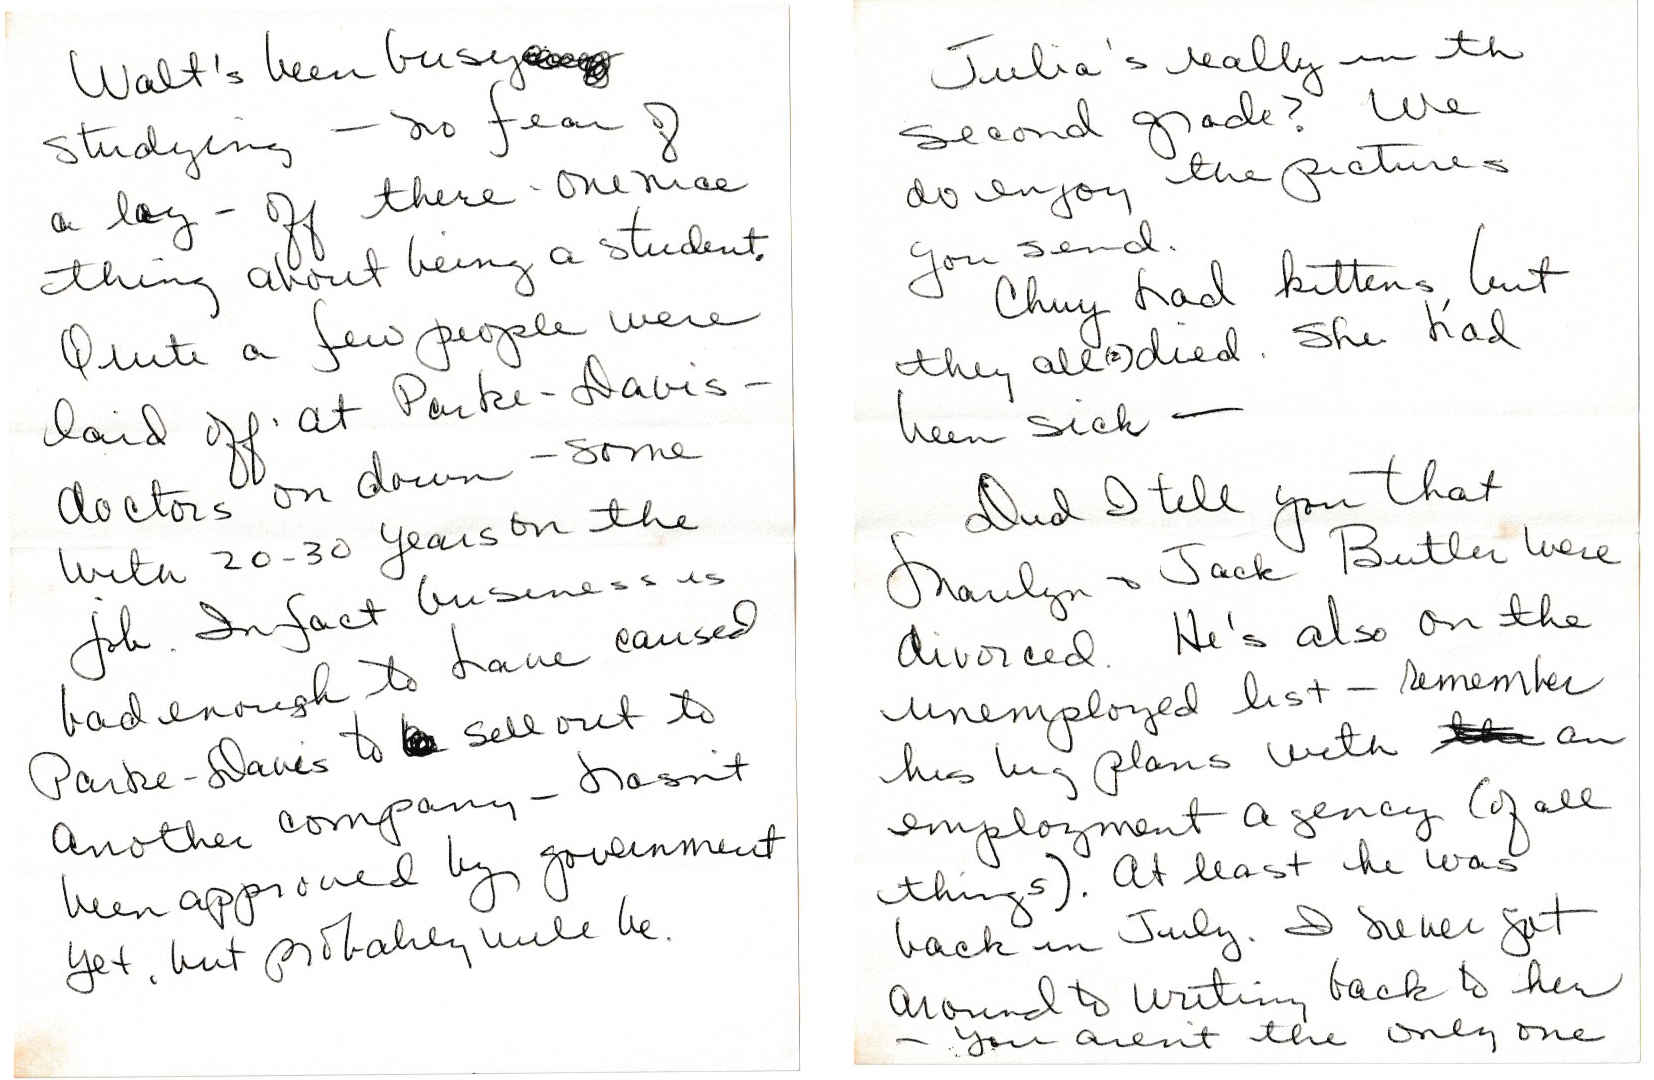 Walt's been busy
studying — no fear of
a lay-off there - one nice
thing about being a student.
Quite a few people were
laid off at Parke-Davis -
doctors on down - some
with 20-30 years on the
job. In fact business is
bad enough to have caused
Parke-Davis to sell out to
another company - hasn't
been approved by government
yet, but probably will be.
Julia's really in th
second grade? We
do enjoy the pictures
you send.
Chuy had kittens, but
they all (2) died. She had
been sick —
Did I tell you that
Marilyn & Jack Butler were
divorced. He's also on the
unemployed list - remember
his big plans with an
employment agency (of all
things). At least he was
back in July. I never got
around to writing back to her
- you aren't the only one